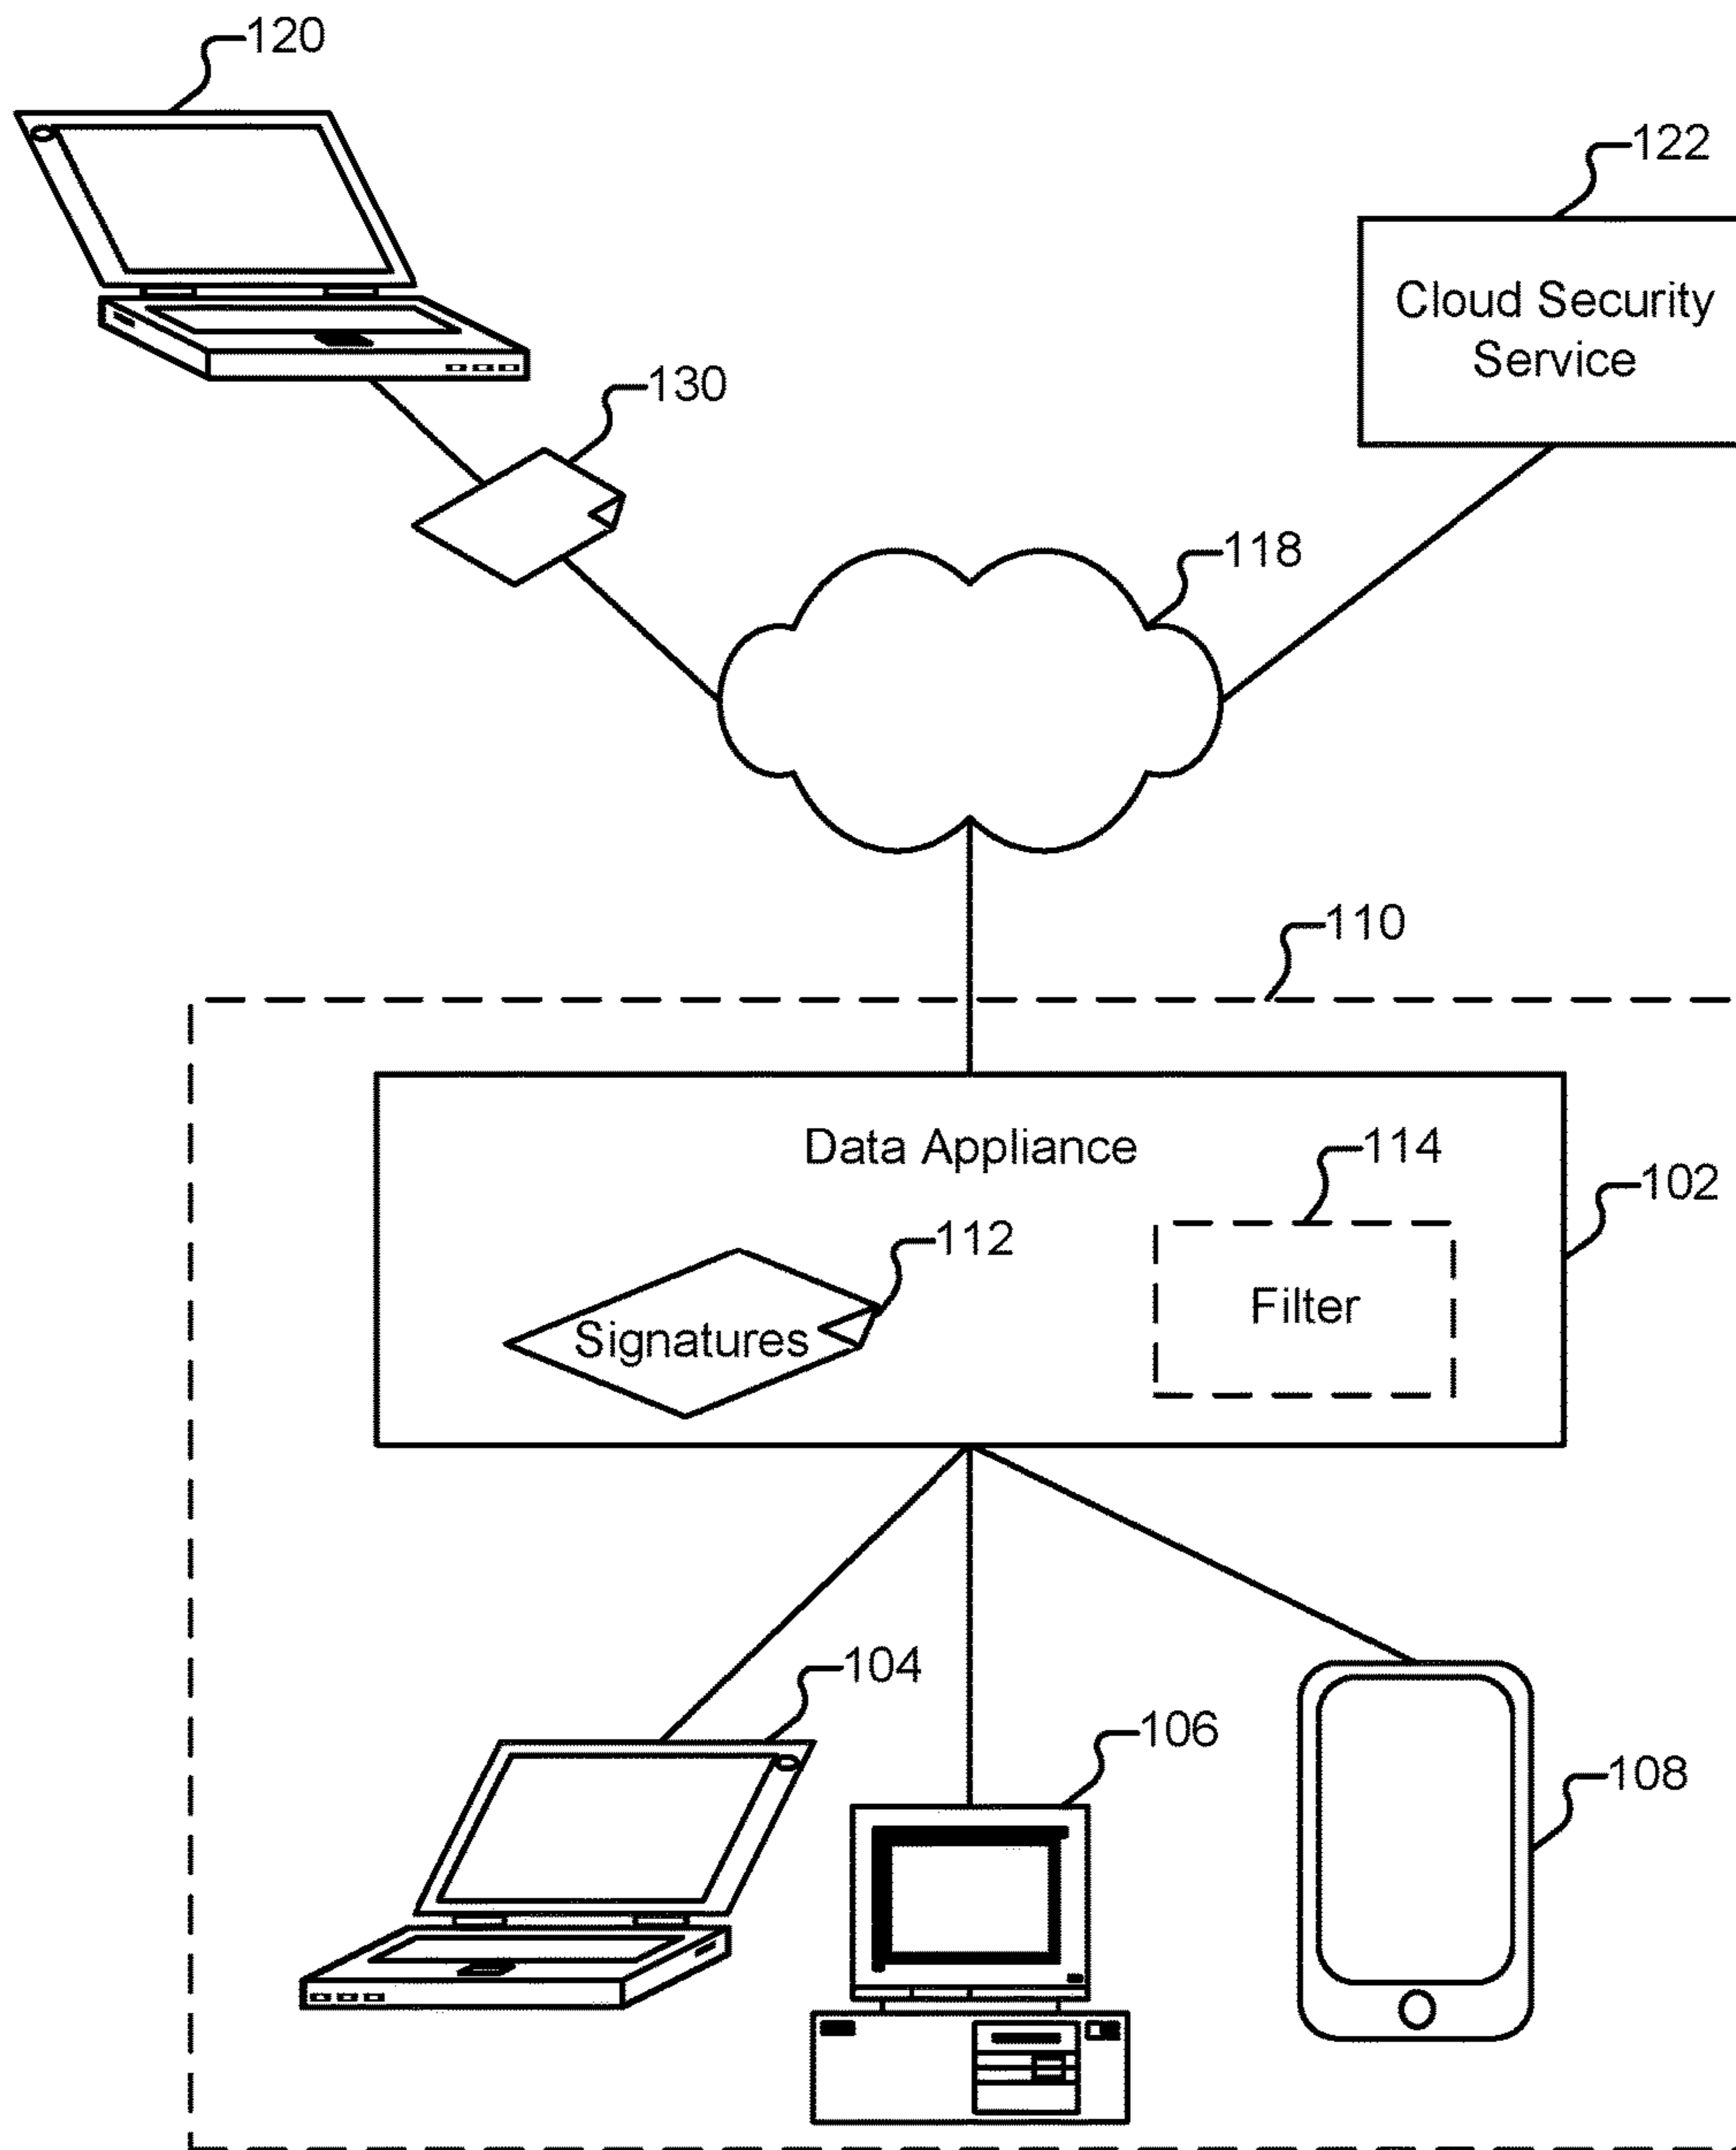 120
122
Cloud Security
Service
130
118
110
Data Appliance
114
102
112
Signatures
Filter
104
106
108